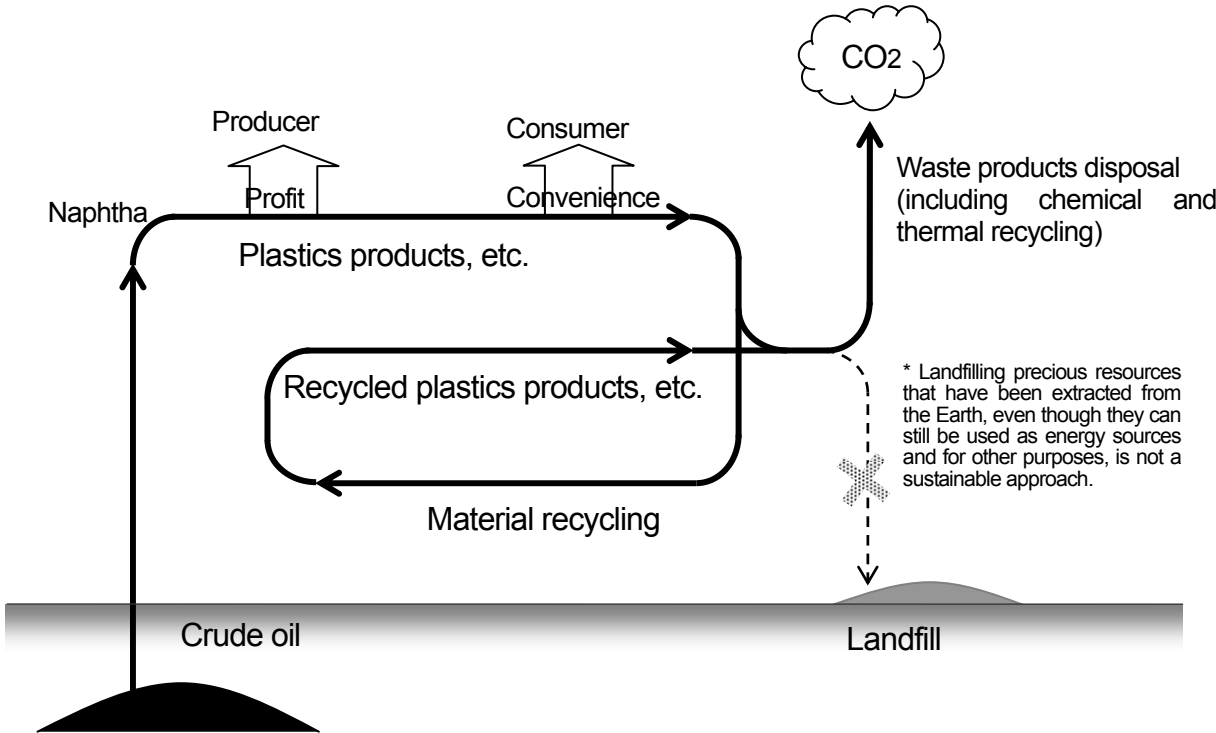 CO2
Producer
Consumer
Profit
Convenience
Naphtha
Plastics products, etc.
Waste products disposal
(including chemical and
thermal recycling)
Recycled plastics products, etc.
* Landfilling precious resources
that have been extracted from
the Earth, even though they can
still be used as energy sources
and for other purposes, is not a
sustainable approach.
Material recycling
Crude oil
Landfill